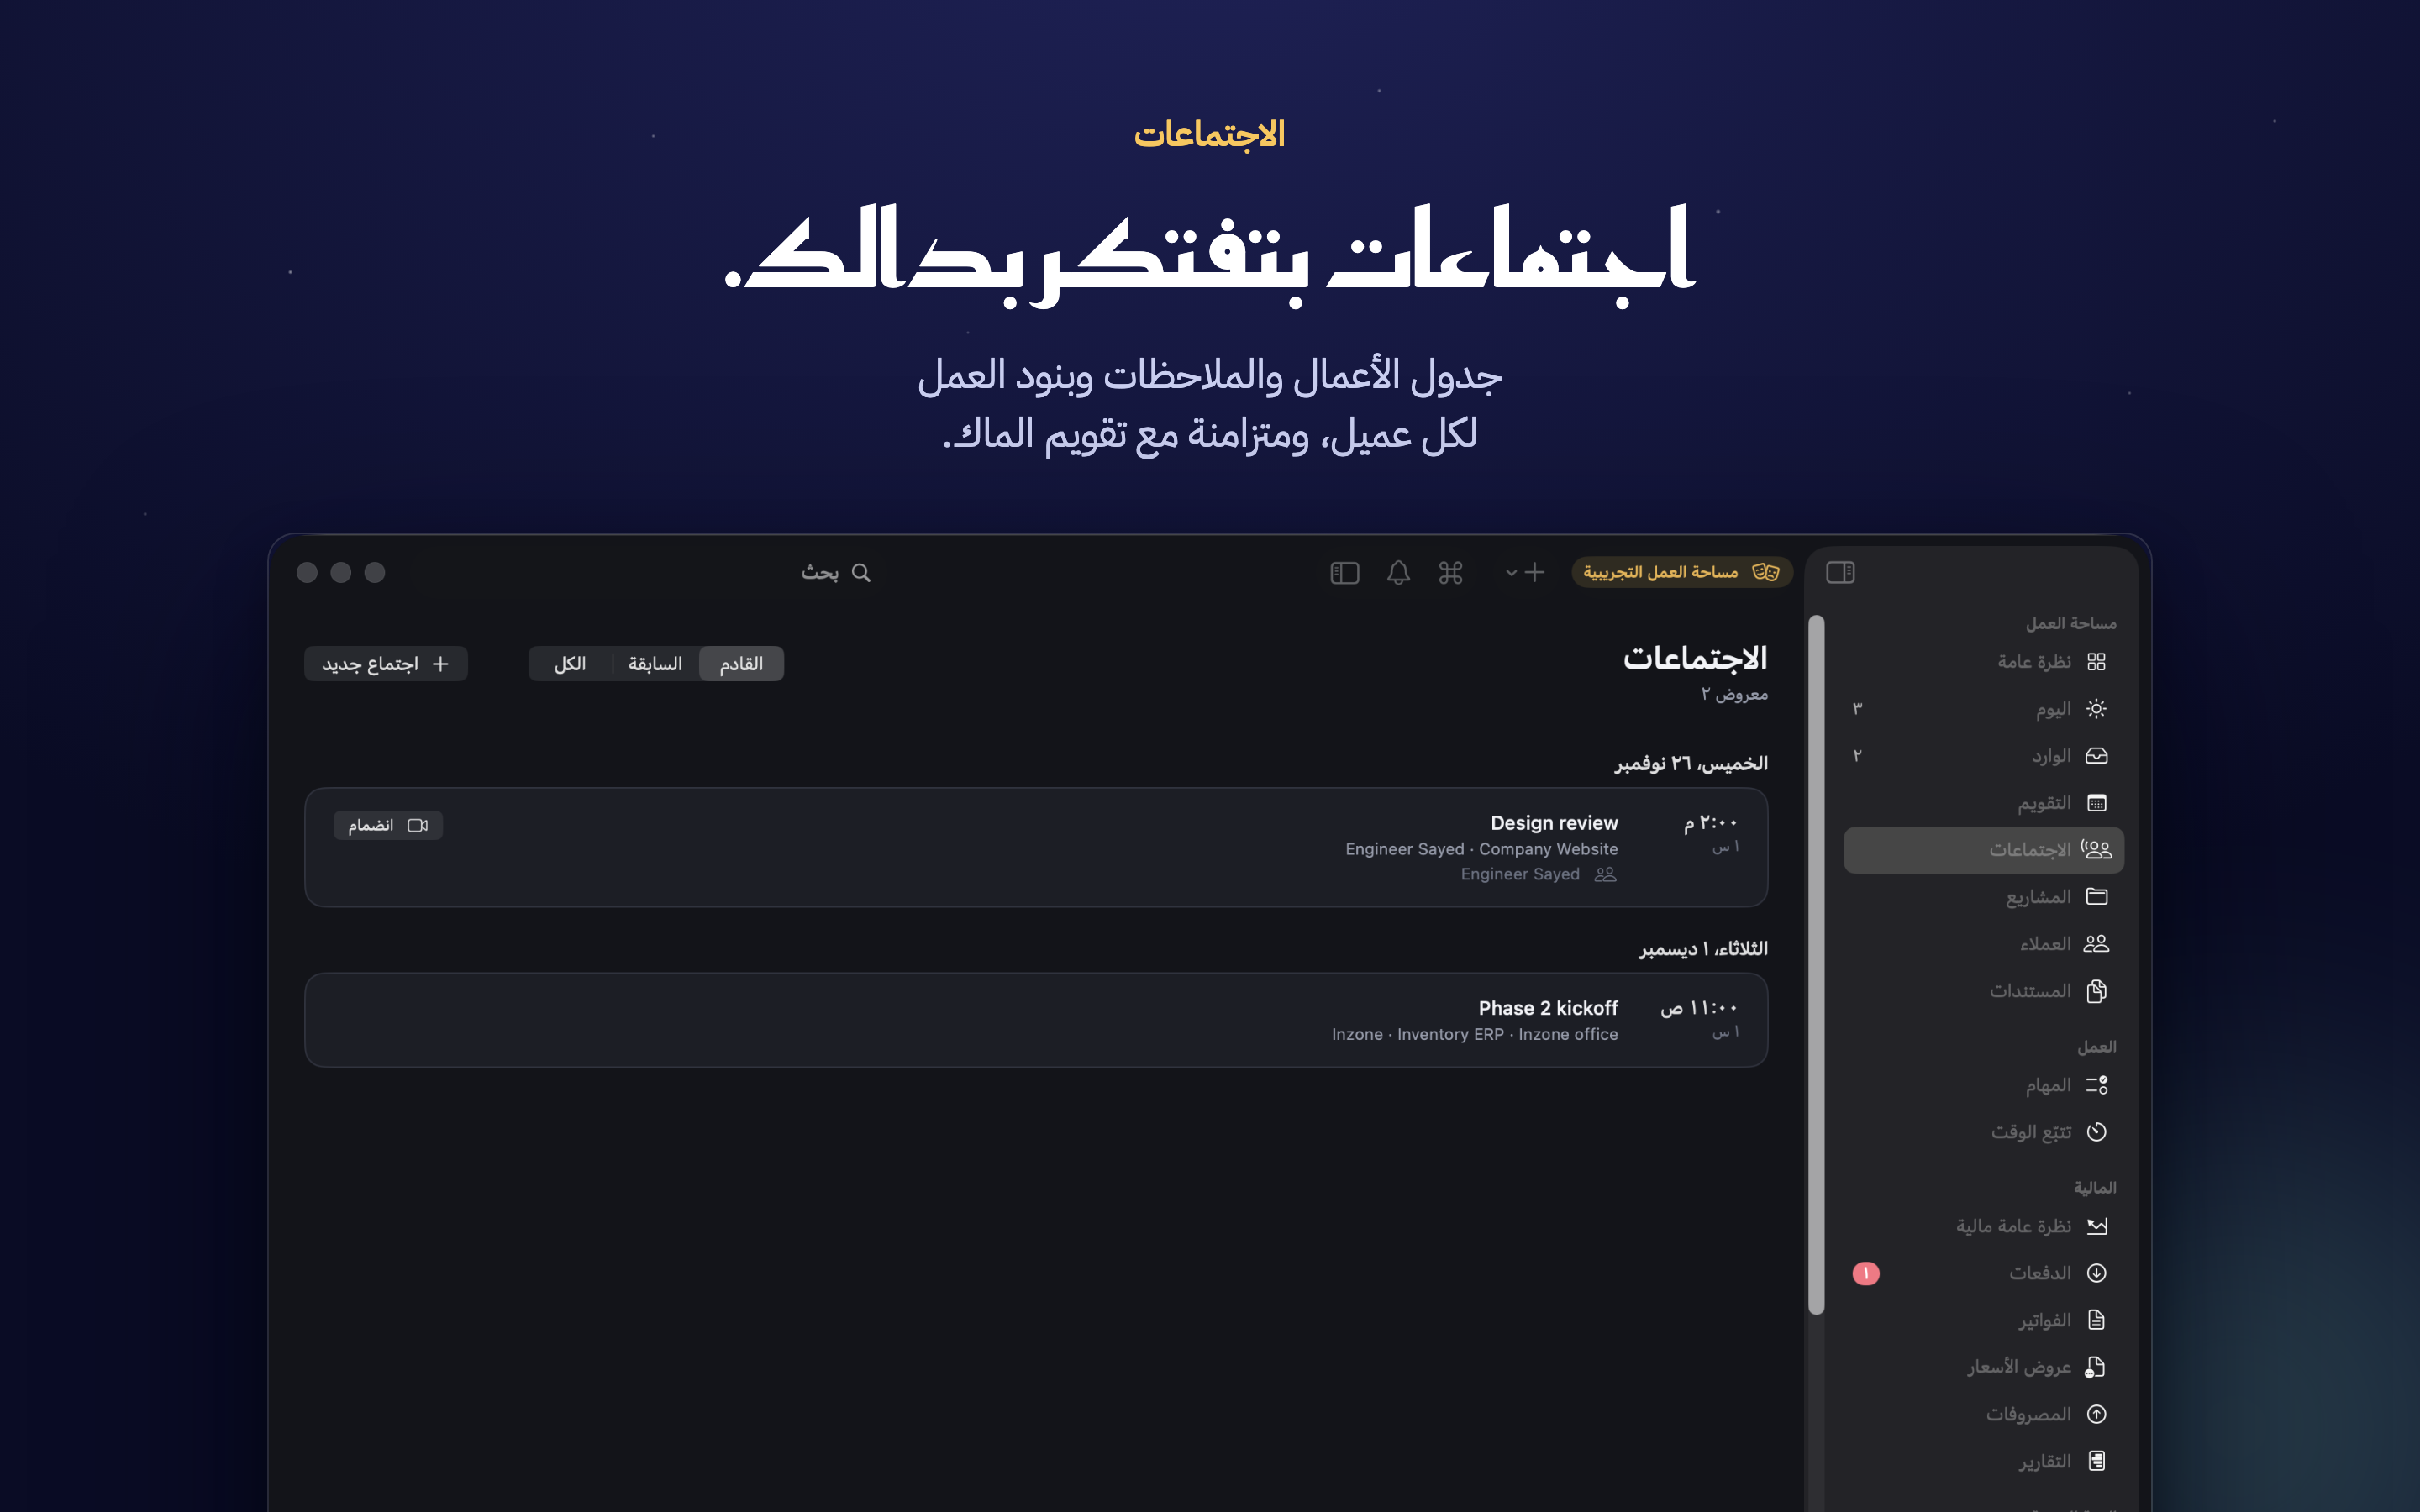 الاجتماعات
اجتماعات بتفتكر بدالك.
جدول الأعمال والملاحظات وبنود العمل
لكل عميل، ومتزامنة مع تقويم الماك.
مساحة العمل التجريبية
بحث
مساحة العمل
نظرة عامة
اليوم ٣
الوارد ٢
التقويم
الاجتماعات
المشاريع
العملاء
المستندات
العمل
المهام
تتبّع الوقت
المالية
نظرة عامة مالية
الدفعات ١
الفواتير
عروض الأسعار
المصروفات
التقارير
الاجتماعات
معروض ٢
القادم السابقة الكل
اجتماع جديد
الخميس، ٢٦ نوفمبر
٢:٠٠ م
١ س
Design review
Engineer Sayed · Company Website
Engineer Sayed
انضمام
الثلاثاء، ١ ديسمبر
١١:٠٠ ص
١ س
Phase 2 kickoff
Inzone · Inventory ERP · Inzone office